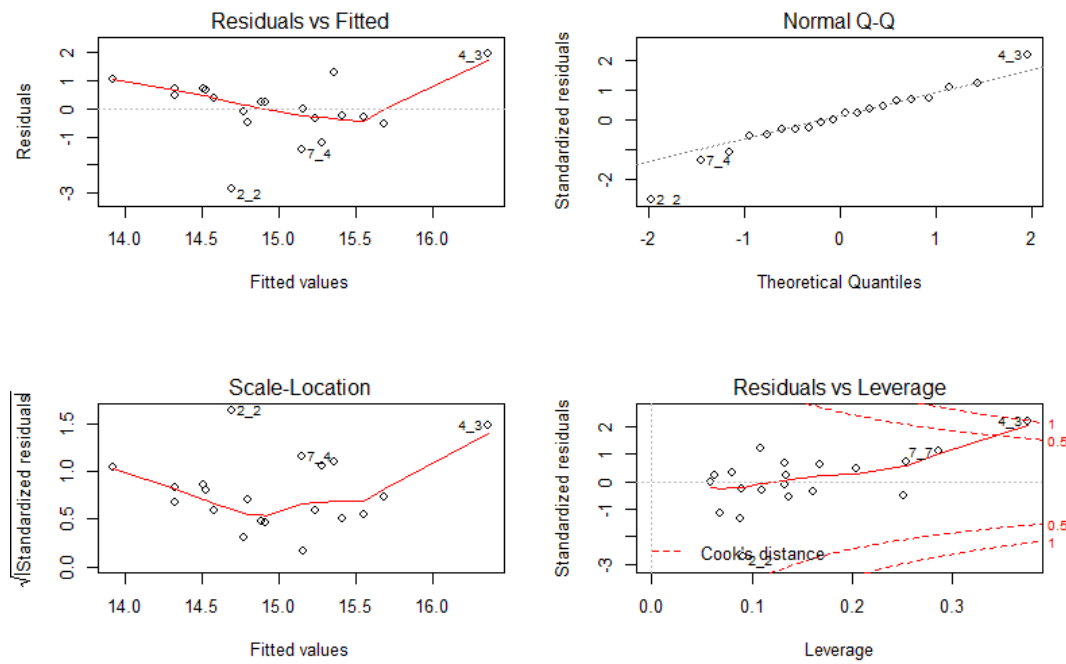 Residuals vs Fitted
Residuals
2
1
0
-1
-3
4_3
7_4
2_2
14.0 14.5 15.0 15.5 16.0
Fitted values
Normal Q-Q
Standardized residuals
2
1
0
-2
4_3
7_4
2_2
-2 -1 0 1 2
Theoretical Quantiles
Scale-Location
√|Standardized residuals|
1.5
1.0
0.5
0.0
2_2
4_3
7_4
14.0 14.5 15.0 15.5 16.0
Fitted values
Residuals vs Leverage
Standardized residuals
2
1
0
-1
-3
4_3
7_7
2_2
1
0.5
0.5
1
Cook's distance
0.0 0.1 0.2 0.3
Leverage